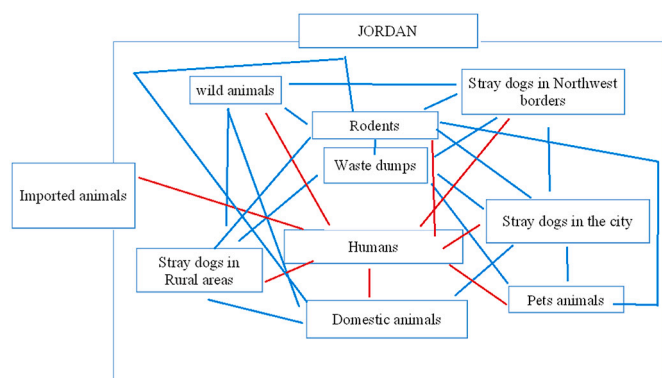 JORDAN
wild animals
Stray dogs in Northwest
borders
Rodents
Waste dumps
Imported animals
Stray dogs in the city
Humans
Stray dogs in
Rural areas
Pets animals
Domestic animals